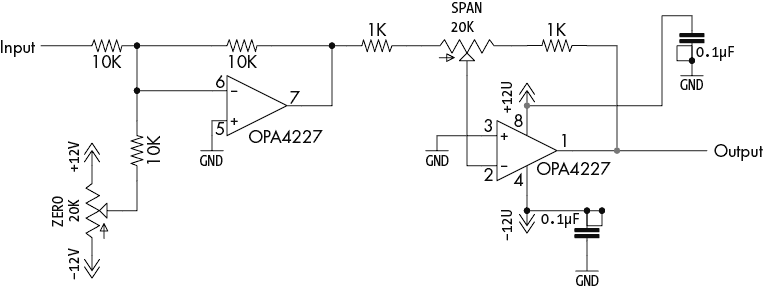 SPAN
20K
1K
1K
Input
10K
10K
0.1µF
GND
6
7
5
OPA4227
GND
+12U
8
3
1
Output
GND
2
OPA4227
4
10K
+12V
ZERO
20K
-12V
-12U
0.1µF
GND